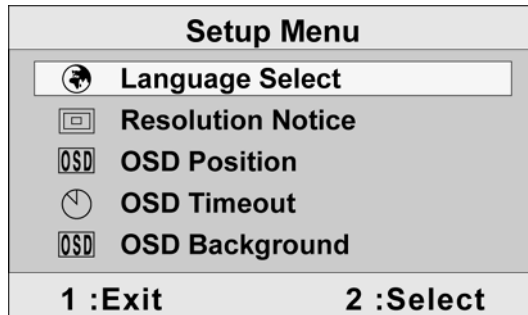 Setup Menu
Language Select
Resolution Notice
OSD OSD Position
OSD Timeout
OSD OSD Background
1 :Exit 2 :Select